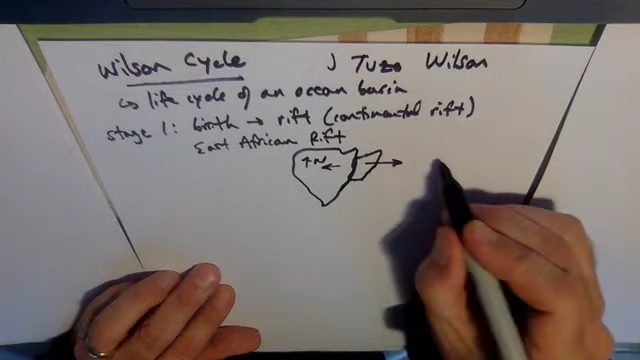 Wilson Cycle J Tuzo Wilson
↳ life cycle of an ocean basin
stage 1: birth → rift (continental rift)
East African Rift
↑N